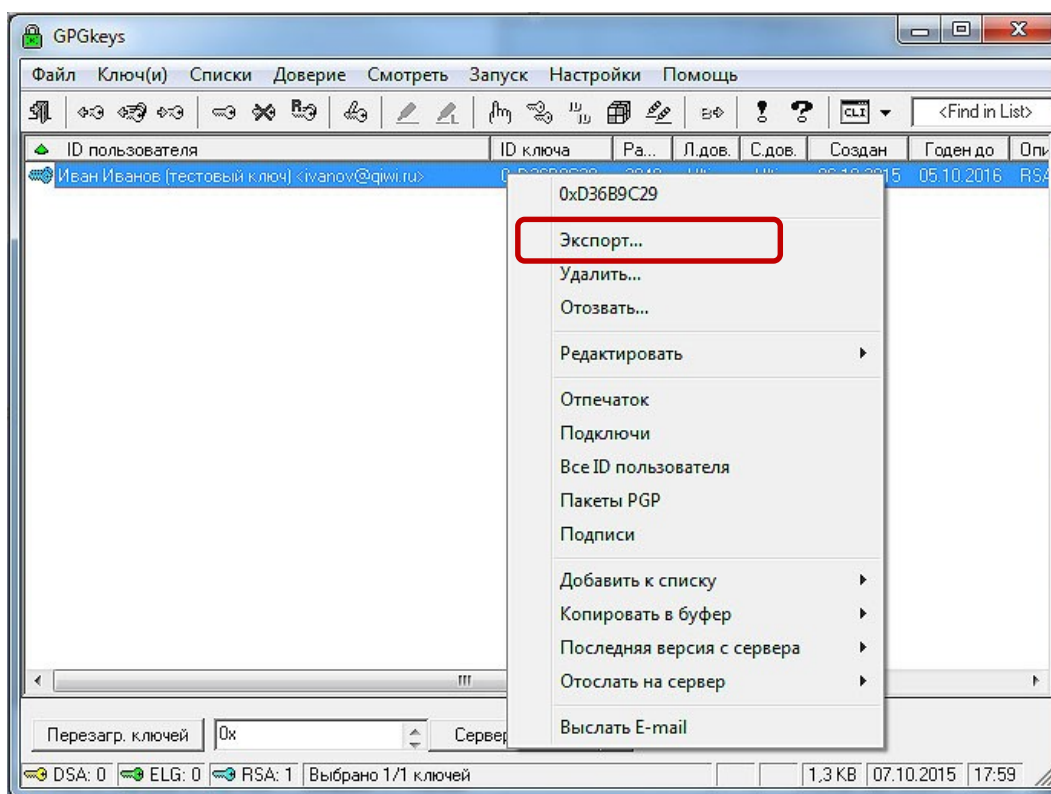 GPGkeys
Файл Ключ(и) Списки Доверие Смотреть Запуск Настройки Помощь
CLI <Find in List>
ID пользователя ID ключа Ра... Л.дов. С.дов. Создан Годен до
Иван Иванов (тестовый ключ) <ivanov@qiwi.ru> 05.10.2016
0xD36B9C29
Экспорт...
Удалить...
Отозвать...
Редактировать
Отпечаток
Подключи
Все ID пользователя
Пакеты PGP
Подписи
Добавить к списку
Копировать в буфер
Последняя версия с сервера
Отослать на сервер
Выслать E-mail
Перезагр. ключей 0x Сервер
DSA: 0 ELG: 0 RSA: 1 Выбрано 1/1 ключей 1,3 KB 07.10.2015 17:59